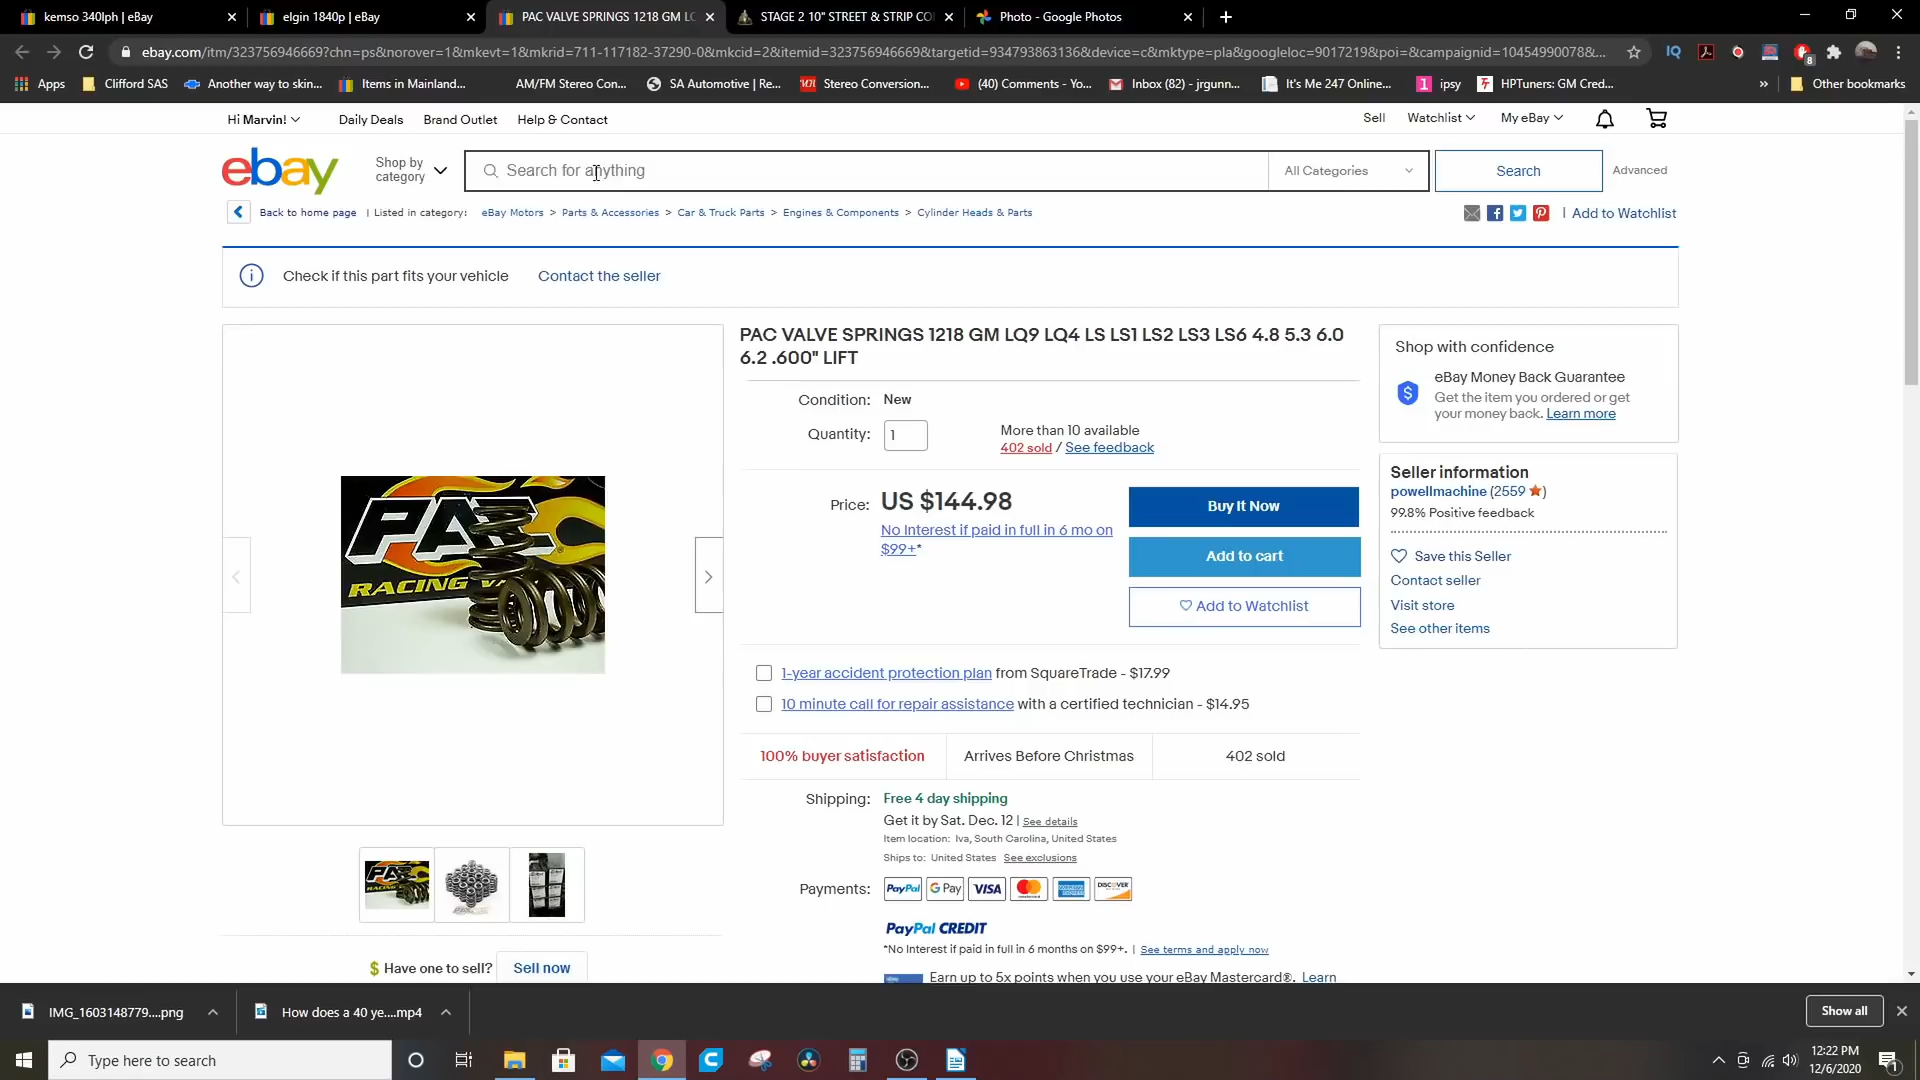 kemso 340lph | eBay
elgin 1840p | eBay
PAC VALVE SPRINGS 1218 GM LC
STAGE 2 10" STREET & STRIP CO
Photo - Google Photos
ebay.com/itm/323756946669?chn=ps&norover=1&mkevt=1&mkrid=711-117182-37290-0&mkcid=2&itemid=323756946669&targetid=934793863136&device=c&mktype=pla&googleloc=9017219&poi=&campaignid=10454990078&...
Apps
Clifford SAS
Another way to skin...
Items in Mainland...
AM/FM Stereo Con...
SA Automotive | Re...
Stereo Conversion...
(40) Comments - Yo...
Inbox (82) - jrgunn...
It's Me 247 Online...
ipsy
HPTuners: GM Cred...
»
Other bookmarks
Hi Marvin!
Daily Deals
Brand Outlet
Help & Contact
Sell
Watchlist
My eBay
ebay
Shop by
category
Search for anything
All Categories
Search
Advanced
Back to home page
| Listed in category:
eBay Motors > Parts & Accessories > Car & Truck Parts > Engines & Components > Cylinder Heads & Parts
| Add to Watchlist
Check if this part fits your vehicle
Contact the seller
PAC VALVE SPRINGS 1218 GM LQ9 LQ4 LS LS1 LS2 LS3 LS6 4.8 5.3 6.0
6.2 .600" LIFT
Condition: New
Quantity: 1
More than 10 available
402 sold / See feedback
Price: US $144.98
No Interest if paid in full in 6 mo on
$99+*
Buy It Now
Add to cart
Add to Watchlist
PAC
RACING
1-year accident protection plan from SquareTrade - $17.99
10 minute call for repair assistance with a certified technician - $14.95
100% buyer satisfaction
Arrives Before Christmas
402 sold
Shipping: Free 4 day shipping
Get it by Sat. Dec. 12 | See details
Item location: Iva, South Carolina, United States
Ships to: United States See exclusions
Payments:
PayPal
G Pay
VISA
DISCOVER
PayPal CREDIT
*No Interest if paid in full in 6 months on $99+. | See terms and apply now
Earn up to 5x points when you use your eBay Mastercard®. Learn
Shop with confidence
eBay Money Back Guarantee
Get the item you ordered or get
your money back. Learn more
Seller information
powellmachine (2559 )
99.8% Positive feedback
Save this Seller
Contact seller
Visit store
See other items
$ Have one to sell? Sell now
IMG_1603148779....png
How does a 40 ye....mp4
Show all
Type here to search
12:22 PM
12/6/2020